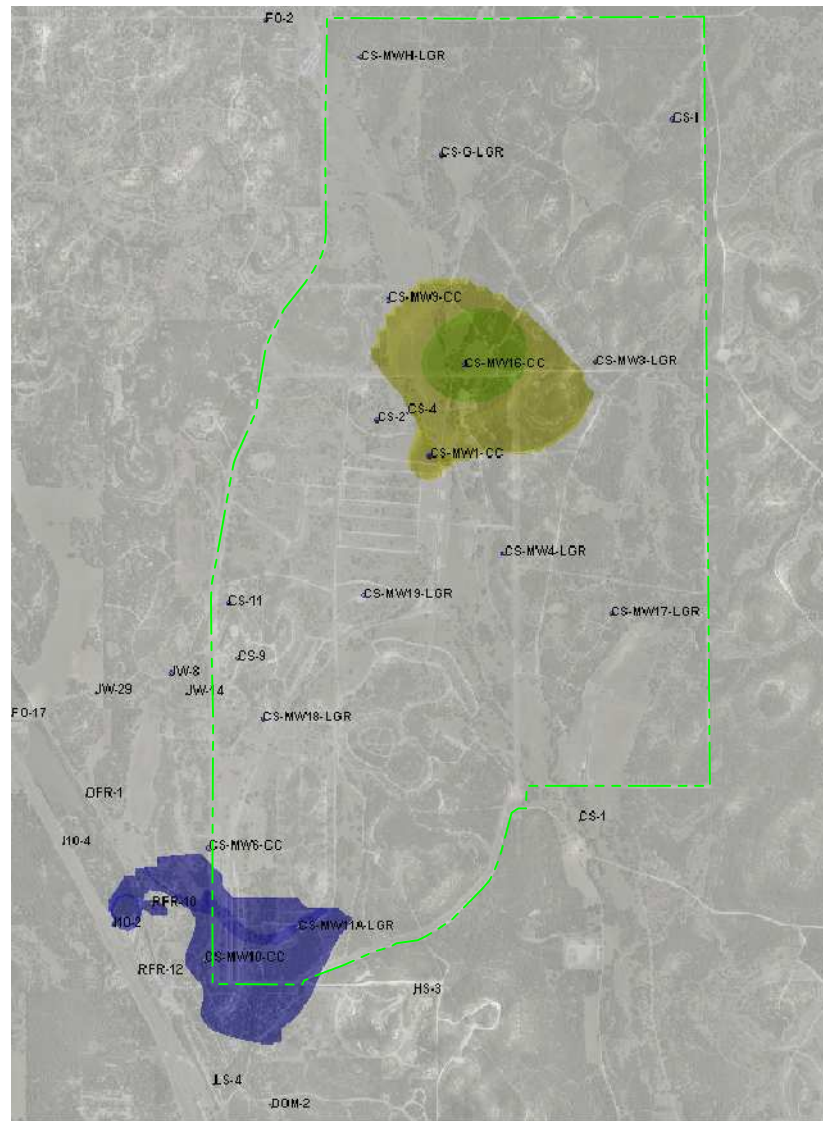 FO-2
CS-MWH-LGR
CS-I
CS-G-LGR
CS-MW9-CC
CS-MW16-CC
CS-MW3-LGR
CS-4
CS-2
CS-MW1-CC
CS-MW4-LGR
CS-MW19-LGR
CS-11
CS-MW17-LGR
CS-9
JW-8
JW-29
JW-14
FO-17
CS-MW18-LGR
OFR-1
CS-1
I10-4
CS-MW6-CC
RFR-10
I10-2
CS-MW11A-LGR
CS-MW10-CC
RFR-12
HS-3
LS-4
DOM-2